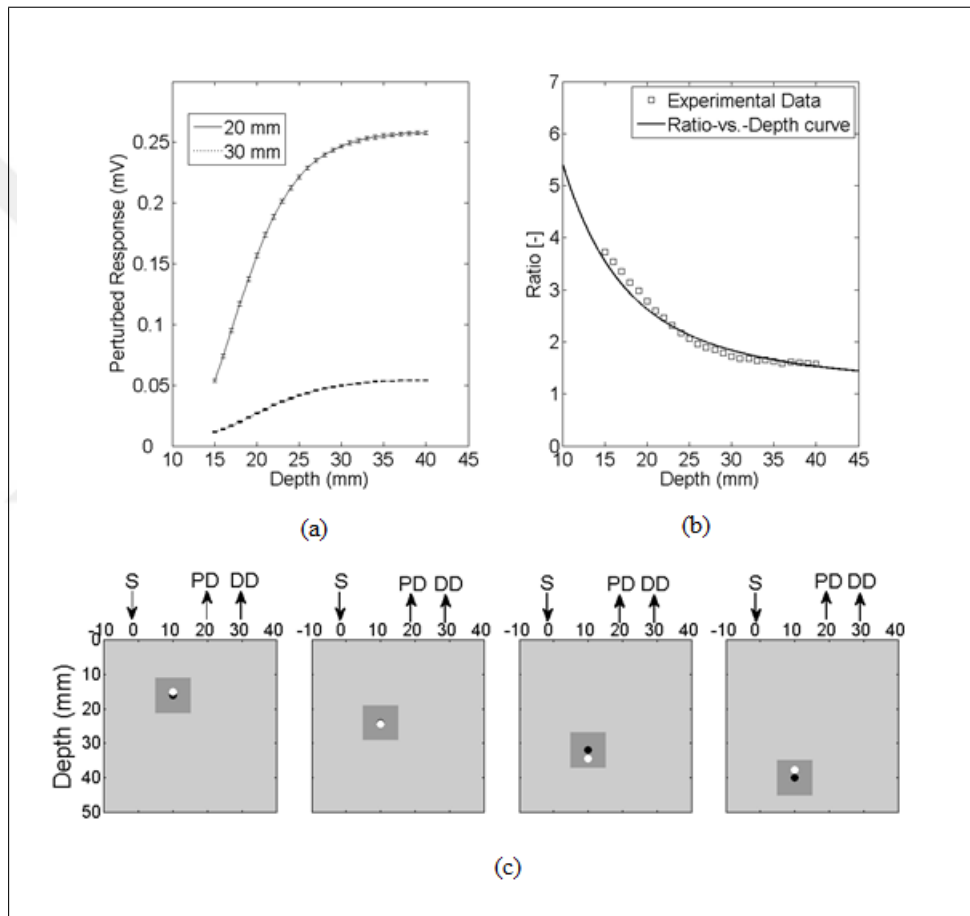 Perturbed Response (mV)
0.25
0.2
0.15
0.1
0.05
0
20 mm
30 mm
10 15 20 25 30 35 40 45
Depth (mm)
(a)
Ratio [-]
7
6
5
4
3
2
1
0
Experimental Data
Ratio-vs.-Depth curve
10 15 20 25 30 35 40 45
Depth (mm)
(b)
S PD DD
-10 0 10 20 30 40
S PD DD
-10 0 10 20 30 40
S PD DD
-10 0 10 20 30 40
S PD DD
-10 0 10 20 30 40
Depth (mm)
0
10
20
30
40
50
(c)